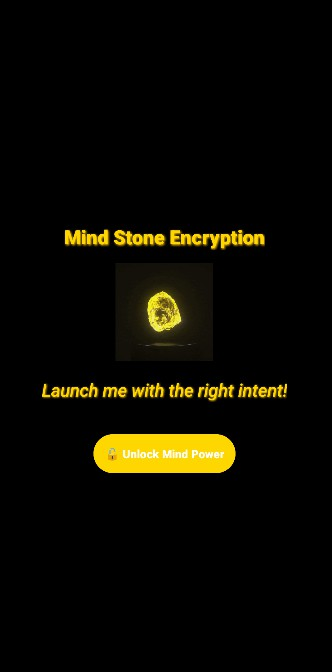 Mind Stone Encryption
Launch me with the right intent!
🔓 Unlock Mind Power